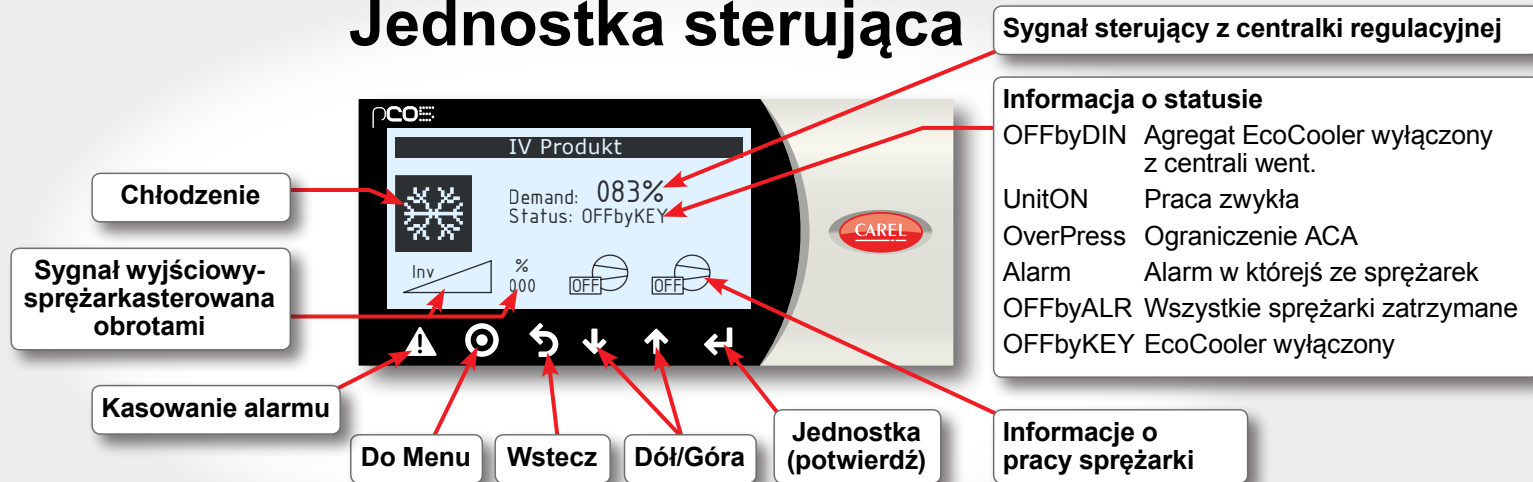 Jednostka sterująca
Sygnał sterujący z centralki regulacyjnej
Informacja o statusie
OFFbyDIN Agregat EcoCooler wyłączony
z centrali went.
UnitON Praca zwykła
OverPress Ograniczenie ACA
Alarm Alarm w którejś ze sprężarek
OFFbyALR Wszystkie sprężarki zatrzymane
OFFbyKEY EcoCooler wyłączony
pCO5
IV Produkt
Demand: 083%
Status: OFFbyKEY
Inv
%
000
OFF
OFF
CAREL
Chłodzenie
Sygnał wyjściowy-
sprężarkasterowana
obrotami
Kasowanie alarmu
Do Menu
Wstecz
Dół/Góra
Jednostka
(potwierdź)
Informacje o
pracy sprężarki